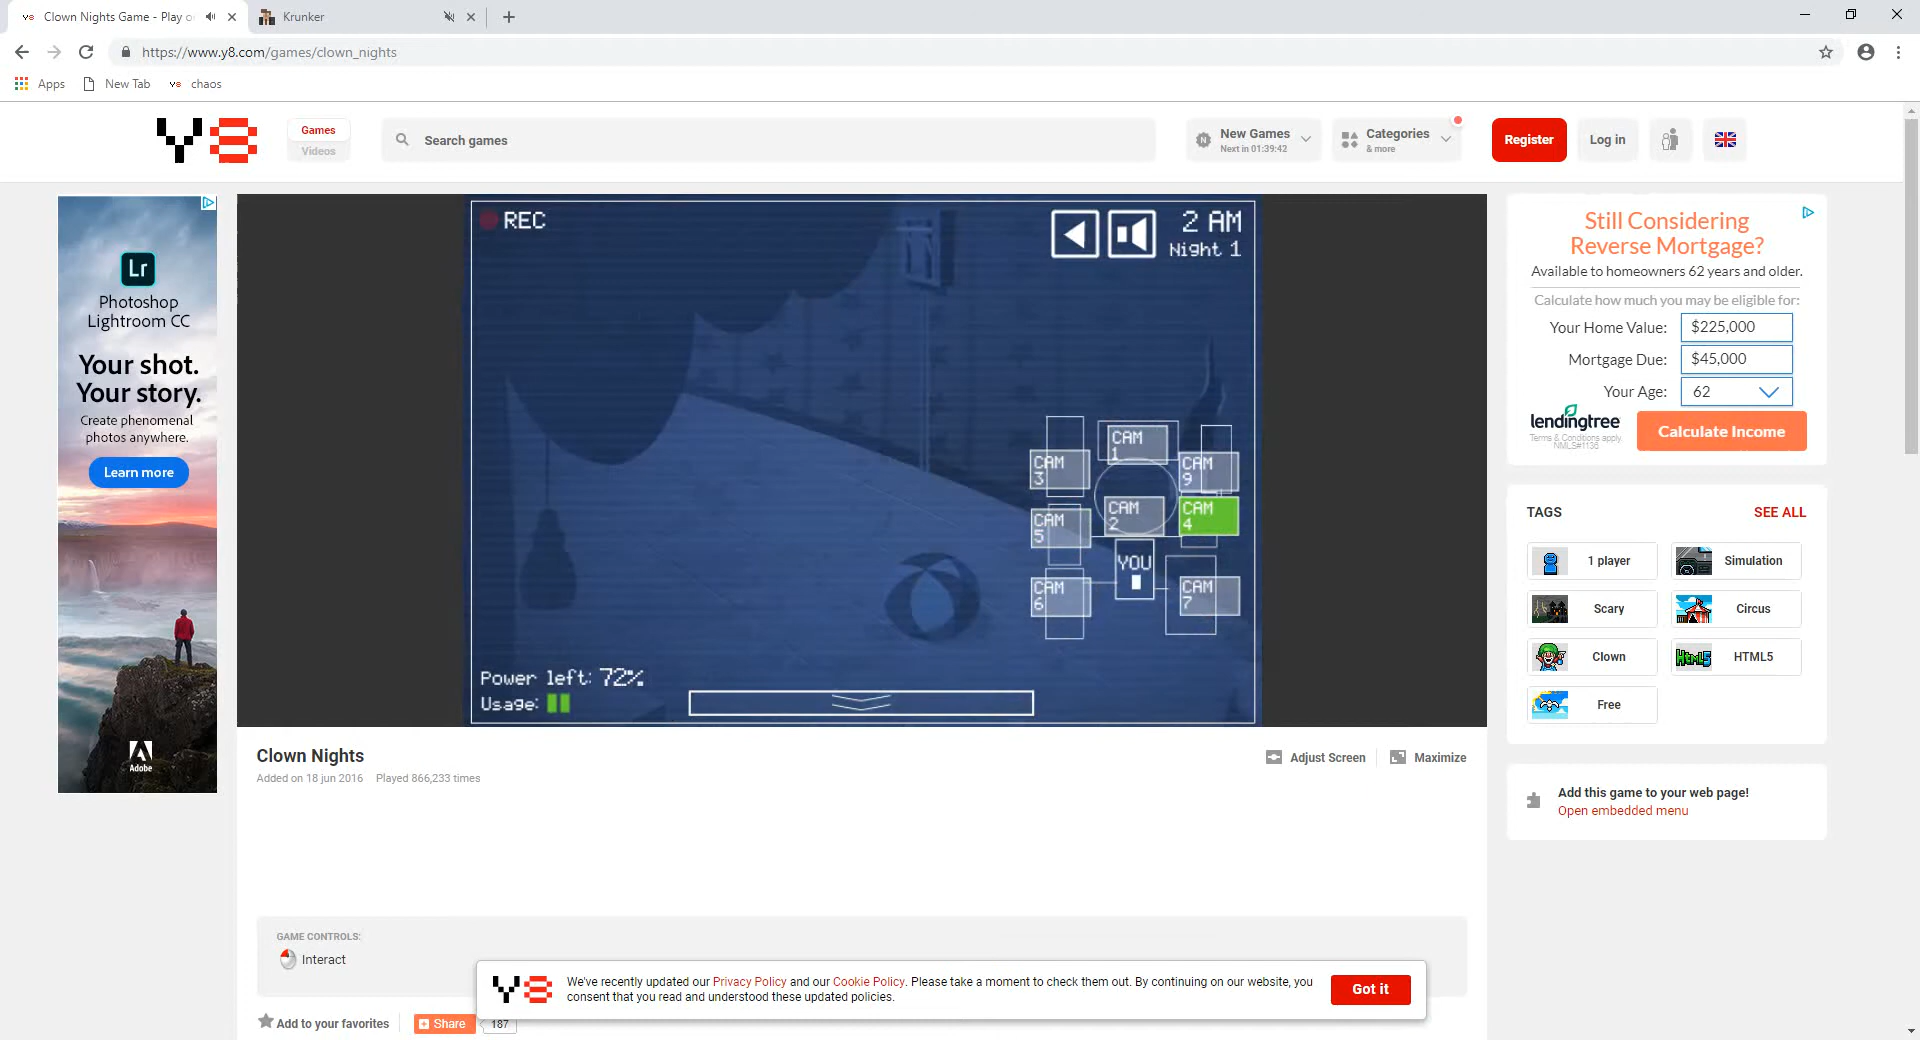 Clown Nights Game - Play o
Krunker
https://www.y8.com/games/clown_nights
Apps
New Tab
chaos
Y8
Games
Videos
Search games
New Games
Next in 01:39:42
Categories
& more
Register
Log in
Lr
Photoshop
Lightroom CC
Your shot.
Your story.
Create phenomenal
photos anywhere.
Learn more
Adobe
REC
2 AM
Night 1
CAM
1
CAM
3
CAM
9
CAM
2
CAM
4
CAM
5
YOU
CAM
6
CAM
7
Power left: 72%
Usage:
Still Considering
Reverse Mortgage?
Available to homeowners 62 years and older.
Calculate how much you may be eligible for:
Your Home Value: $225,000
Mortgage Due: $45,000
Your Age: 62
lendingtree
Terms & Conditions apply.
NMLS#1136
Calculate Income
TAGS
SEE ALL
1 player
Simulation
Scary
Circus
Clown
HTML5
Free
Clown Nights
Added on 18 jun 2016 Played 866,233 times
Adjust Screen
Maximize
Add this game to your web page!
Open embedded menu
GAME CONTROLS:
Interact
Y8
We've recently updated our Privacy Policy and our Cookie Policy. Please take a moment to check them out. By continuing on our website, you
consent that you read and understood these updated policies.
Got it
Add to your favorites
Share
187